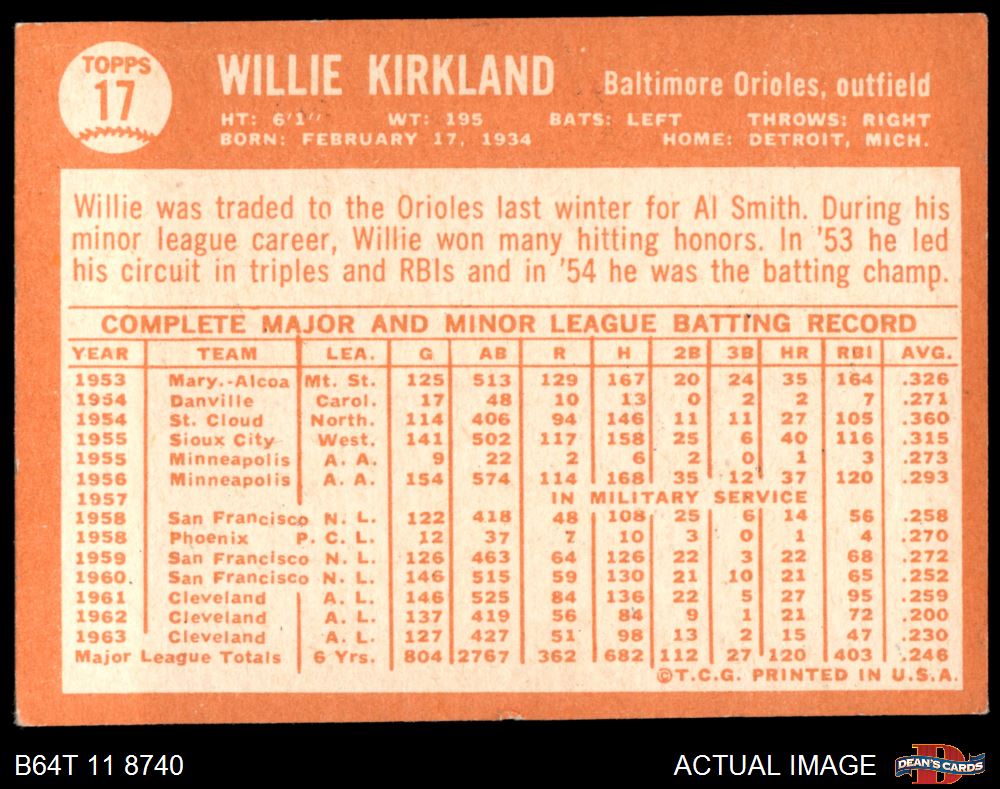 TOPPS
17
WILLIE KIRKLAND Baltimore Orioles, outfield
HT: 6'1" WT: 195 BATS: LEFT THROWS: RIGHT
BORN: FEBRUARY 17, 1934 HOME: DETROIT, MICH.
Willie was traded to the Orioles last winter for Al Smith. During his
minor league career, Willie won many hitting honors. In '53 he led
his circuit in triples and RBIs and in '54 he was the batting champ.
COMPLETE MAJOR AND MINOR LEAGUE BATTING RECORD
YEAR TEAM LEA. G AB R H 2B 3B HR RBI AVG.
1953 Mary.-Alcoa Mt. St. 125 513 129 167 20 24 35 164 .326
1954 Danville Carol. 17 48 10 13 0 2 2 7 .271
1954 St. Cloud North. 114 406 94 146 11 11 27 105 .360
1955 Sioux City West. 141 502 117 158 25 6 40 116 .315
1955 Minneapolis A. A. 9 22 2 6 2 0 1 3 .273
1956 Minneapolis A. A. 154 574 114 168 35 12 37 120 .293
1957 IN MILITARY SERVICE
1958 San Francisco N. L. 122 418 48 108 25 6 14 56 .258
1958 Phoenix P. C. L. 12 37 7 10 3 0 1 4 .270
1959 San Francisco N. L. 126 463 64 126 22 3 22 68 .272
1960 San Francisco N. L. 146 515 59 130 21 10 21 65 .252
1961 Cleveland A. L. 146 525 84 136 22 5 27 95 .259
1962 Cleveland A. L. 137 419 56 84 9 1 21 72 .200
1963 Cleveland A. L. 127 427 51 98 13 2 15 47 .230
Major League Totals 6 Yrs. 804 2767 362 682 112 27 120 403 .246
©T.C.G. PRINTED IN U.S.A.
B64T 11 8740 ACTUAL IMAGE
D
DEAN'S CARDS